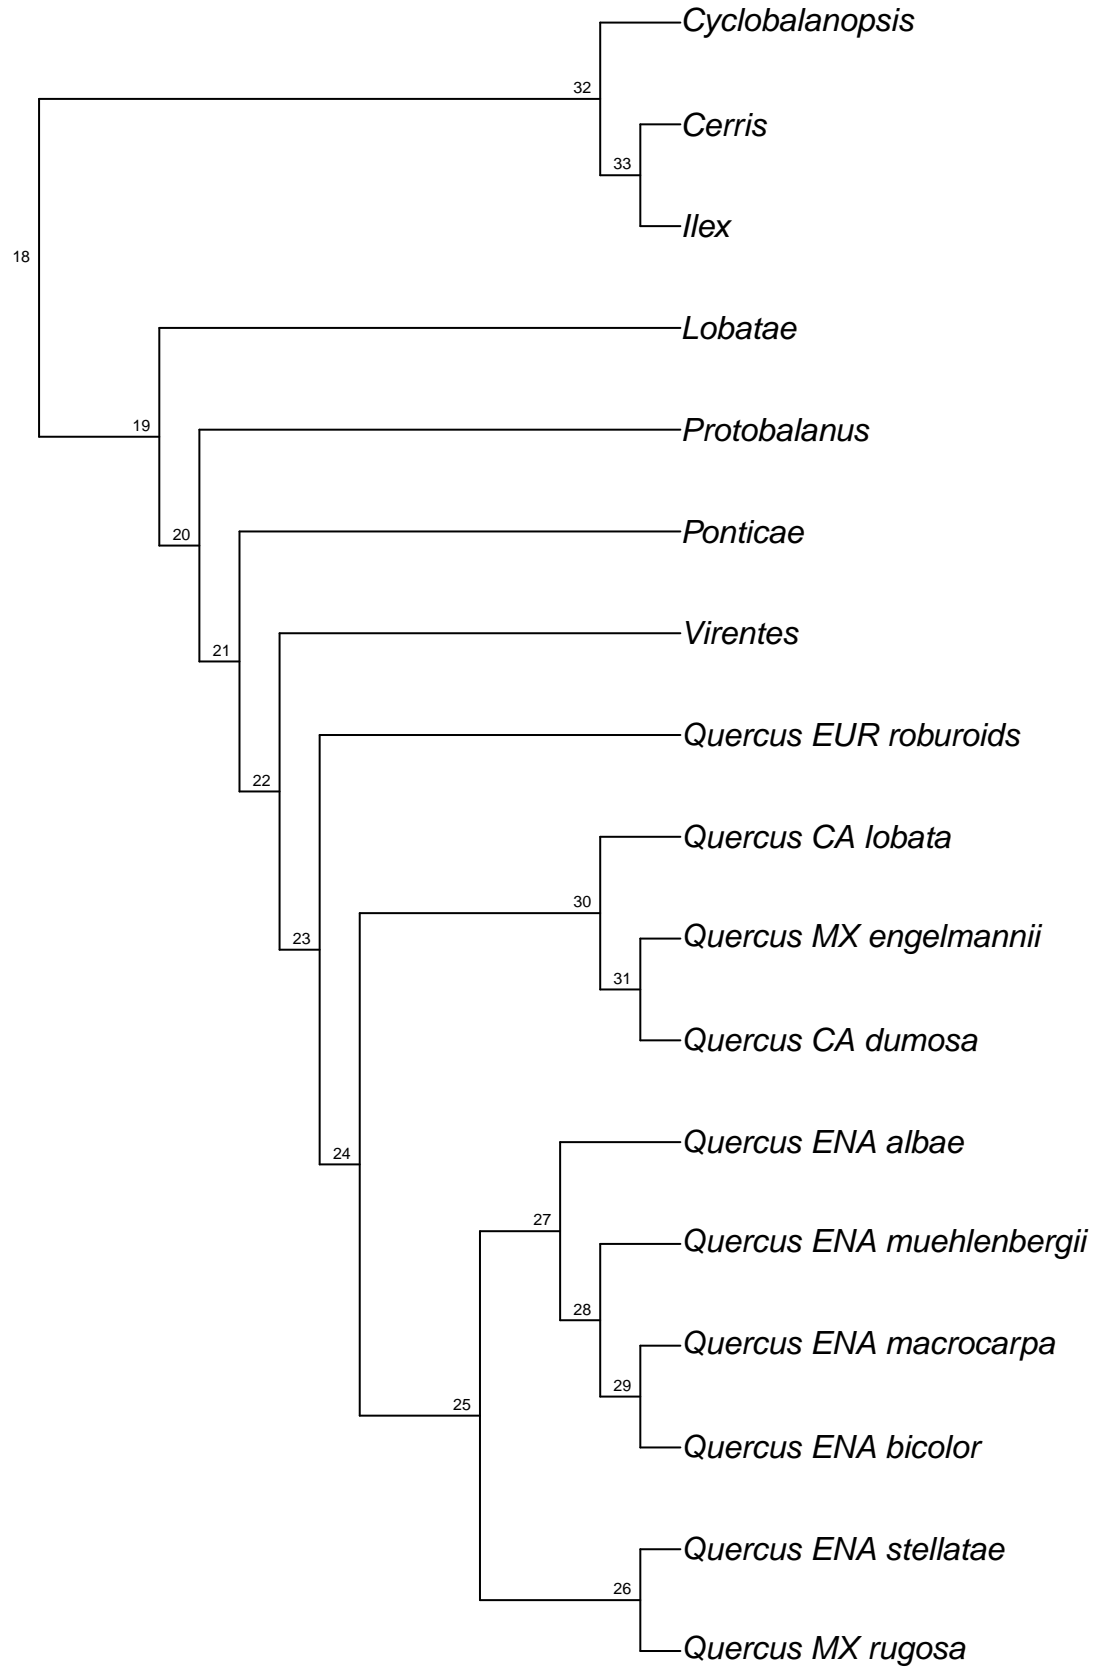 Cyclobalanopsis
32
Cerris
33
Ilex
18
Lobatae
19
Protobalanus
20
Ponticae
Virentes
21
Quercus EUR roburoids
22
Quercus CA lobata
30
Quercus MX engelmannii
23
31
Quercus CA dumosa
Quercus ENA albae
24
27
Quercus ENA muehlenbergii
28
Quercus ENA macrocarpa
29
25
Quercus ENA bicolor
Quercus ENA stellatae
26
Quercus MX rugosa